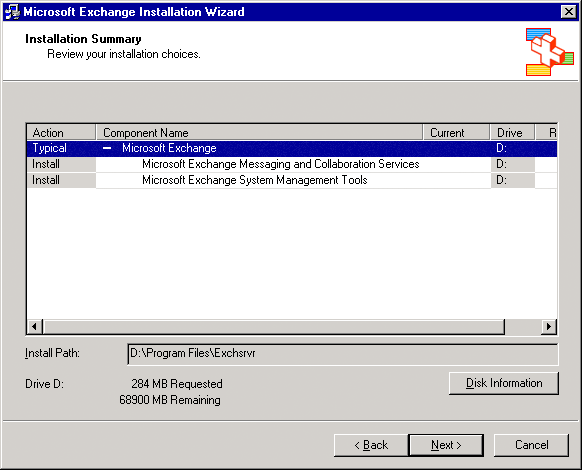 Microsoft Exchange Installation Wizard
Installation Summary
Review your installation choices.
Action Component Name Current Drive R
Typical Microsoft Exchange D:
Install Microsoft Exchange Messaging and Collaboration Services D:
Install Microsoft Exchange System Management Tools D:
Install Path: D:\Program Files\Exchsrvr
Drive D: 284 MB Requested
68900 MB Remaining
Disk Information
< Back Next > Cancel